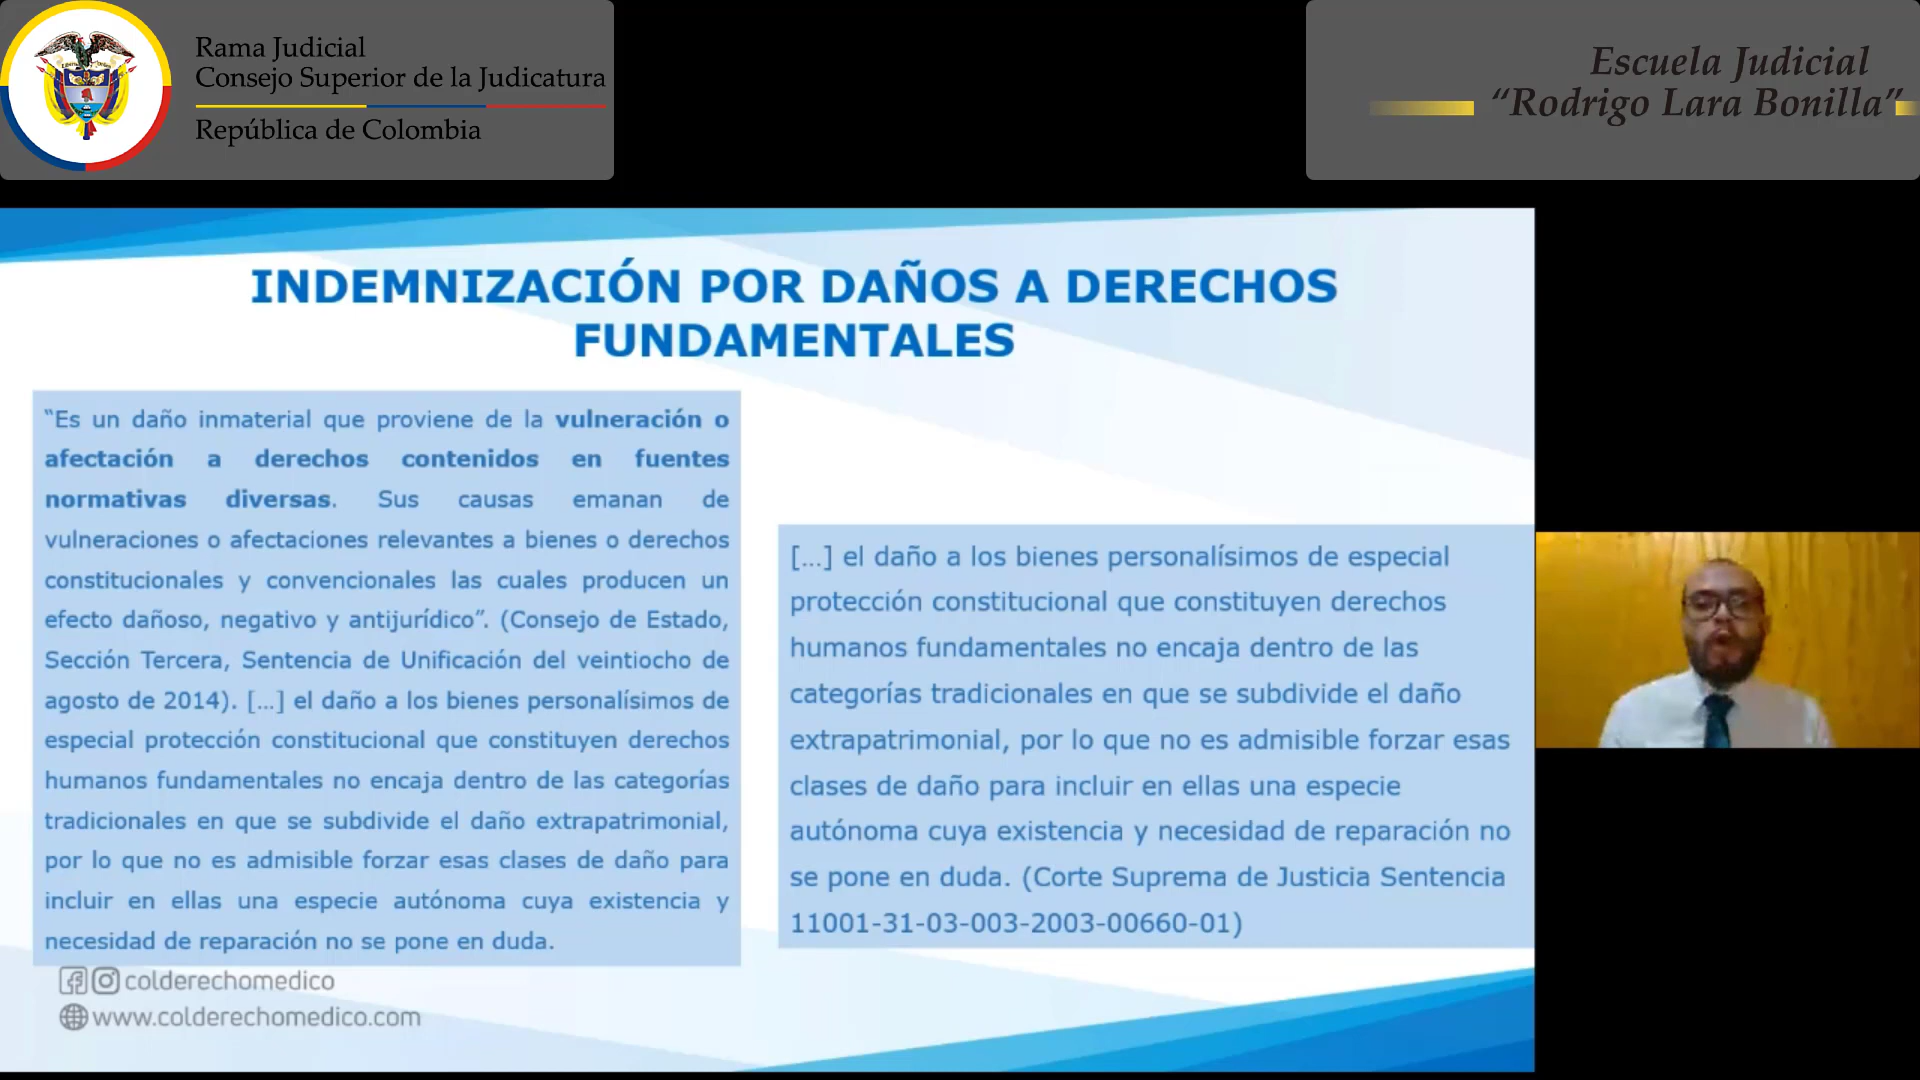 Rama Judicial
Consejo Superior de la Judicatura
República de Colombia
Escuela Judicial
“Rodrigo Lara Bonilla”
INDEMNIZACIÓN POR DAÑOS A DERECHOS
FUNDAMENTALES
“Es un daño inmaterial que proviene de la vulneración o
afectación a derechos contenidos en fuentes
normativas diversas. Sus causas emanan de
vulneraciones o afectaciones relevantes a bienes o derechos
constitucionales y convencionales las cuales producen un
efecto dañoso, negativo y antijurídico”. (Consejo de Estado,
Sección Tercera, Sentencia de Unificación del veintiocho de
agosto de 2014). [...] el daño a los bienes personalísimos de
especial protección constitucional que constituyen derechos
humanos fundamentales no encaja dentro de las categorías
tradicionales en que se subdivide el daño extrapatrimonial,
por lo que no es admisible forzar esas clases de daño para
incluir en ellas una especie autónoma cuya existencia y
necesidad de reparación no se pone en duda.
[...] el daño a los bienes personalísimos de especial
protección constitucional que constituyen derechos
humanos fundamentales no encaja dentro de las
categorías tradicionales en que se subdivide el daño
extrapatrimonial, por lo que no es admisible forzar esas
clases de daño para incluir en ellas una especie
autónoma cuya existencia y necesidad de reparación no
se pone en duda. (Corte Suprema de Justicia Sentencia
11001-31-03-003-2003-00660-01)
colderechomedico
www.colderechomedico.com